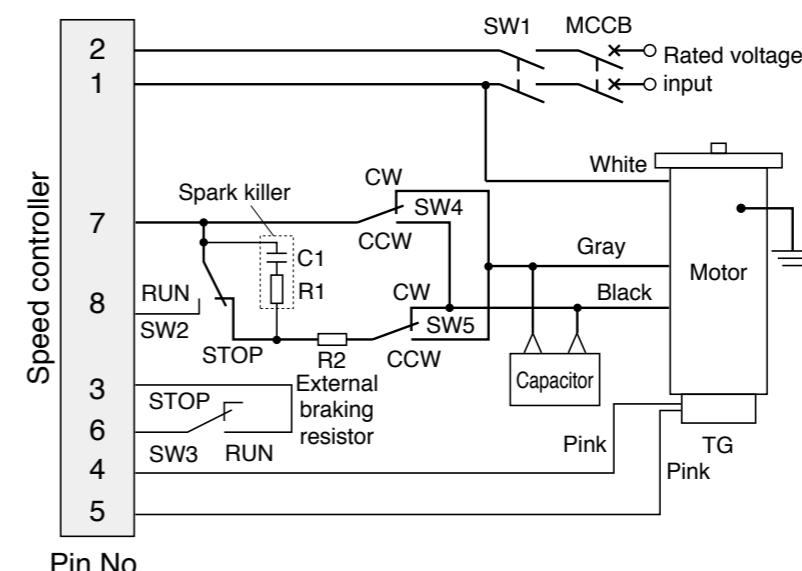 SW1
MCCB
2
Rated voltage
1
input
White
Spark killer
CW
SW4
7
CCW
Gray
C1
Motor
R1
CW
Black
8
RUN
SW5
SW2
STOP
R2
CCW
Capacitor
External
braking
resistor
3
STOP
6
SW3
RUN
Pink
TG
4
Pink
5
Speed controller
Pin No